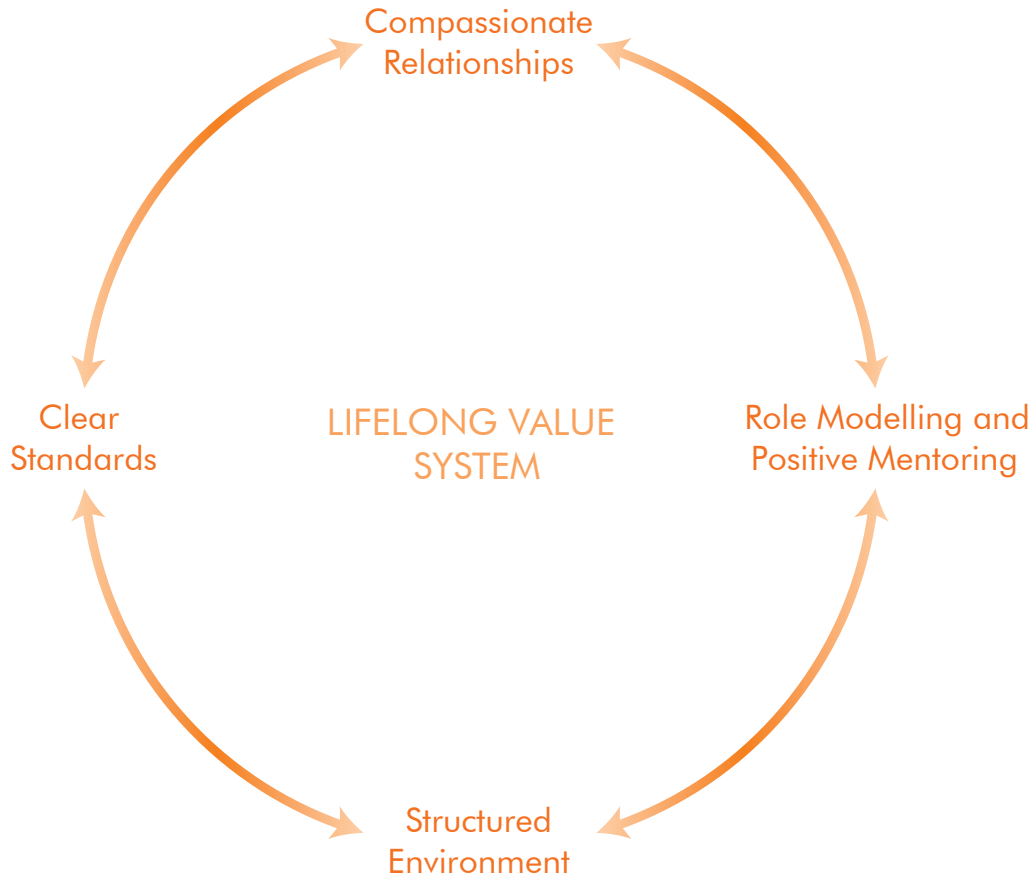 Compassionate
Relationships
Clear
Standards
LIFELONG VALUE
SYSTEM
Role Modelling and
Positive Mentoring
Structured
Environment